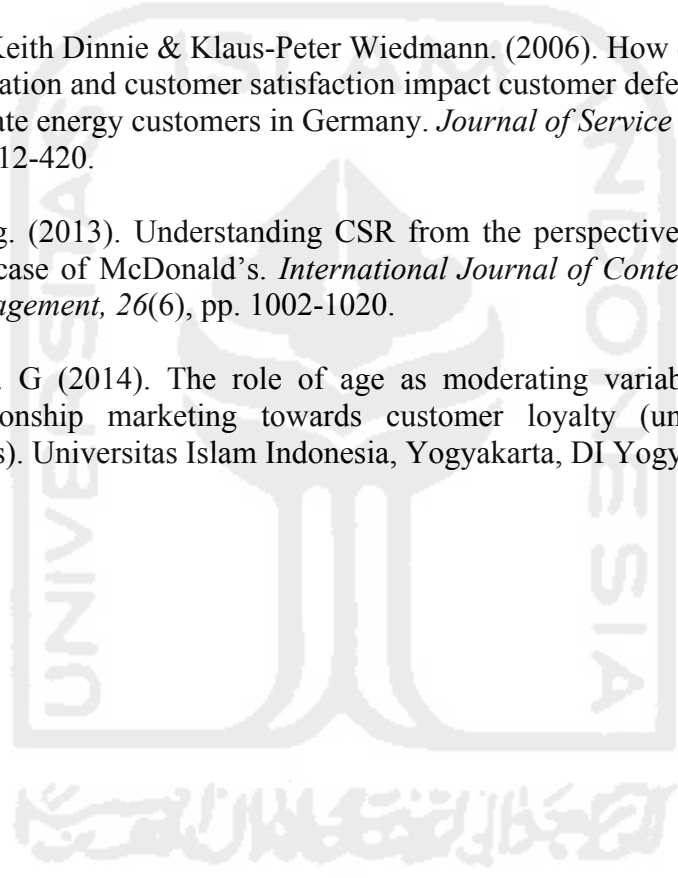 Keith Dinnie & Klaus-Peter Wiedmann. (2006). How
ation and customer satisfaction impact customer defe
ate energy customers in Germany. Journal of Service
12-420.
g. (2013). Understanding CSR from the perspective
case of McDonald's. International Journal of Conte
agement, 26(6), pp. 1002-1020.
G (2014). The role of age as moderating variab
onship marketing towards customer loyalty (un
s). Universitas Islam Indonesia, Yogyakarta, DI Yogy
ISLAM
UNIVERSITAS
INDONESIA